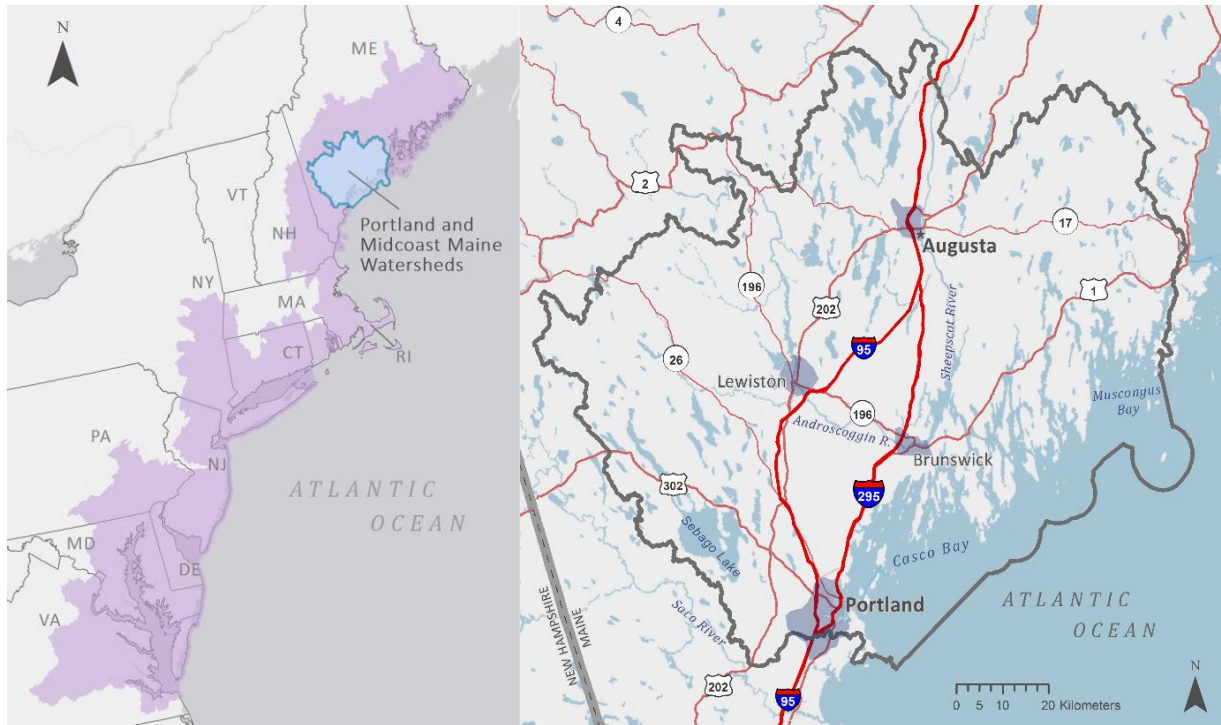 N
ME
VT
NH
Portland and
Midcoast Maine
Watersheds
NY
MA
CT
RI
PA
NJ
ATLANTIC
OCEAN
MD
DE
VA
4
2
17
Augusta
196
202
1
95
Sheepscot River
26
Lewiston
196
Androscoggin R.
Muscongus
Bay
Brunswick
302
295
Sebago Lake
Casco Bay
Portland
ATLANTIC
OCEAN
Saco River
NEW HAMPSHIRE
MAINE
202
95
0 5 10 20 Kilometers
N